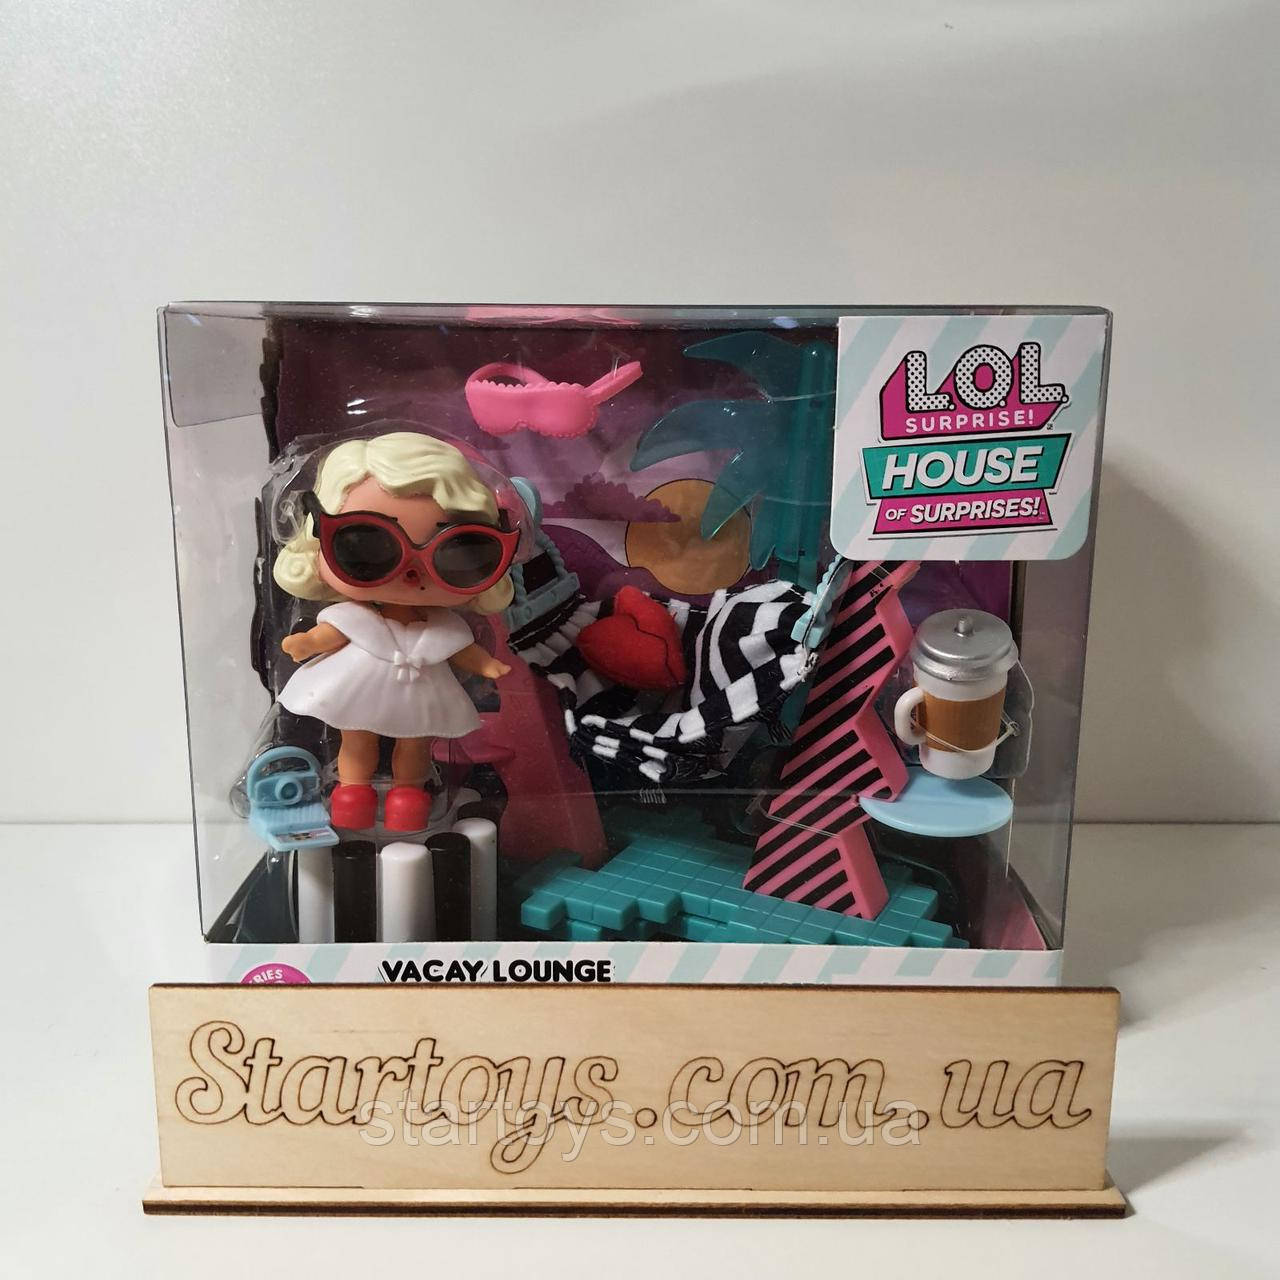 L.O.L.
SURPRISE!
HOUSE
OF SURPRISES!
VACAY LOUNGE
Startoys.com.ua
startoys.com.ua